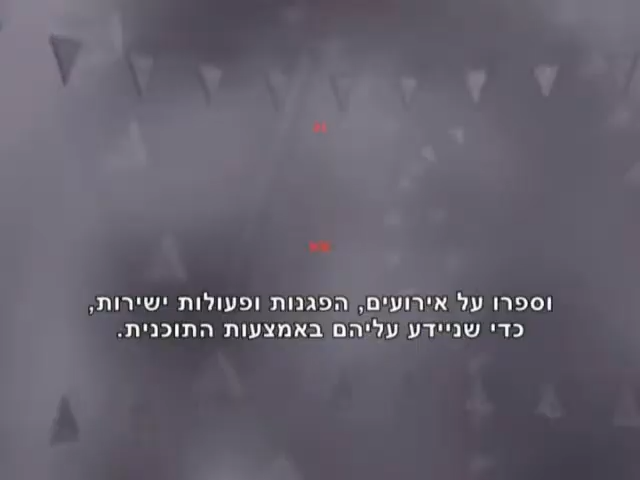 וספרו על אירועים, הפגנות ופעולות ישירות,
כדי שניידע עליהם באמצעות התוכנית.